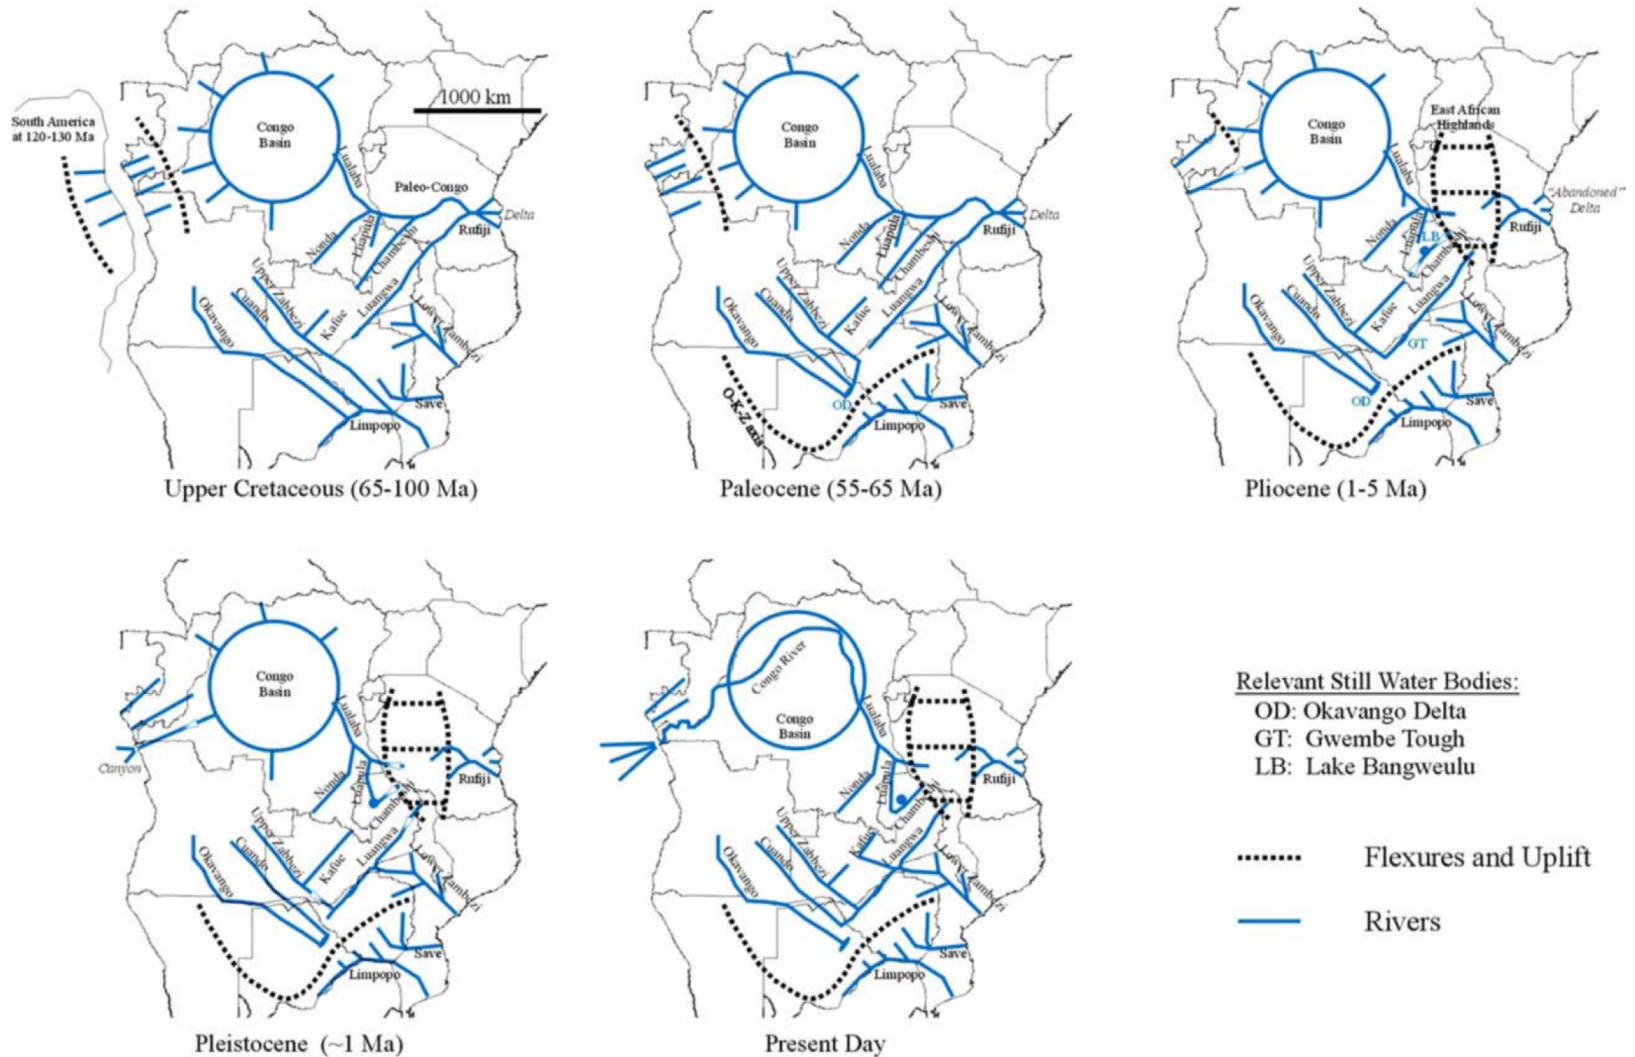 South America
at 120-130 Ma
1000 km
Congo
Basin
Lualaba
Paleo-Congo
Delta
Rufiji
Nonda
Luapula
Chambeshi
Upper Zabbezi
Cuando
Okavango
Kafue
Luangwa
Lower Zambezi
Save
Limpopo
Upper Cretaceous (65-100 Ma)
Congo
Basin
Lualaba
Delta
Rufiji
Nonda
Luapula
Chambeshi
Upper Zabbezi
Cuando
Okavango
Kafue
Luangwa
Lower Zambezi
O-K-Z axis
OD
Save
Limpopo
Paleocene (55-65 Ma)
East African
Highlands
Congo
Basin
Lualaba
"Abandoned"
Delta
Rufiji
Nonda
Luapula
LB
Chambeshi
Upper Zabbezi
Cuando
Okavango
Kafue
Luangwa
Lower Zambezi
GT
OD
Save
Limpopo
Pliocene (1-5 Ma)
Congo
Basin
Lualaba
Canyon
Rufiji
Nonda
Luapula
Chambeshi
Upper Zabbezi
Cuando
Okavango
Kafue
Luangwa
Lower Zambezi
Save
Limpopo
Pleistocene (~1 Ma)
Congo River
Congo
Basin
Lualaba
Rufiji
Nonda
Luapula
Chambeshi
Upper Zabbezi
Cuando
Okavango
Kafue
Luangwa
Lower Zambezi
Save
Limpopo
Present Day
Relevant Still Water Bodies:
OD: Okavango Delta
GT: Gwembe Tough
LB: Lake Bangweulu
Flexures and Uplift
Rivers